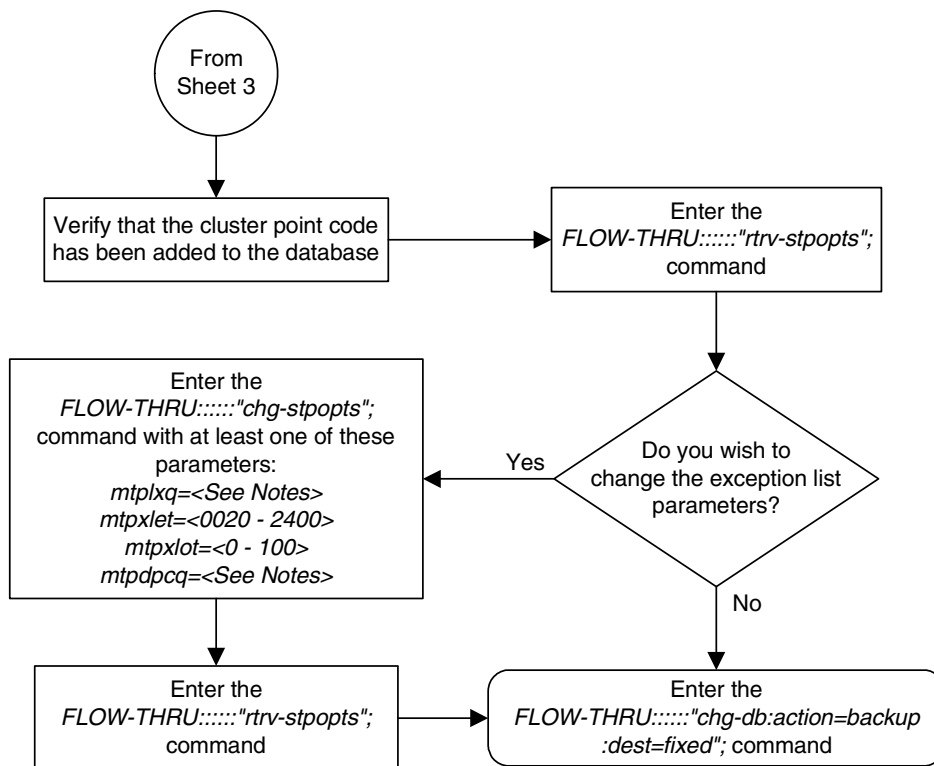 From
Sheet 3
Verify that the cluster point code
has been added to the database
Enter the
FLOW-THRU::::::"rtrv-stpopts";
command
Do you wish to
change the exception list
parameters?
Yes
No
Enter the
FLOW-THRU::::::"chg-stpopts";
command with at least one of these
parameters:
mtplxq=<See Notes>
mtpxlet=<0020 - 2400>
mtpxlot=<0 - 100>
mtpdpcq=<See Notes>
Enter the
FLOW-THRU::::::"rtrv-stpopts";
command
Enter the
FLOW-THRU::::::"chg-db:action=backup
:dest=fixed"; command